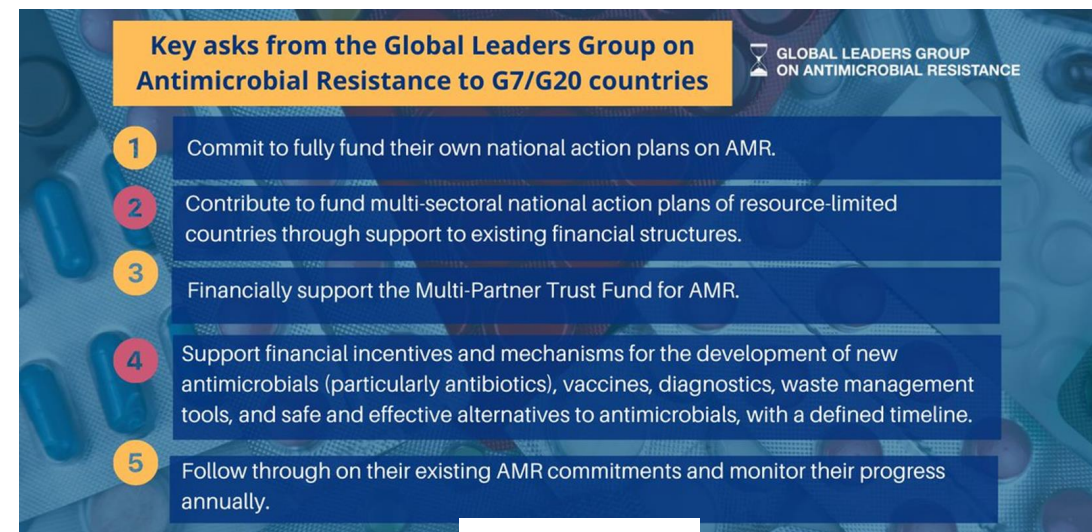 Key asks from the Global Leaders Group on
Antimicrobial Resistance to G7/G20 countries
GLOBAL LEADERS GROUP
ON ANTIMICROBIAL RESISTANCE
1
Commit to fully fund their own national action plans on AMR.
2
Contribute to fund multi-sectoral national action plans of resource-limited
countries through support to existing financial structures.
3
Financially support the Multi-Partner Trust Fund for AMR.
4
Support financial incentives and mechanisms for the development of new
antimicrobials (particularly antibiotics), vaccines, diagnostics, waste management
tools, and safe and effective alternatives to antimicrobials, with a defined timeline.
5
Follow through on their existing AMR commitments and monitor their progress
annually.